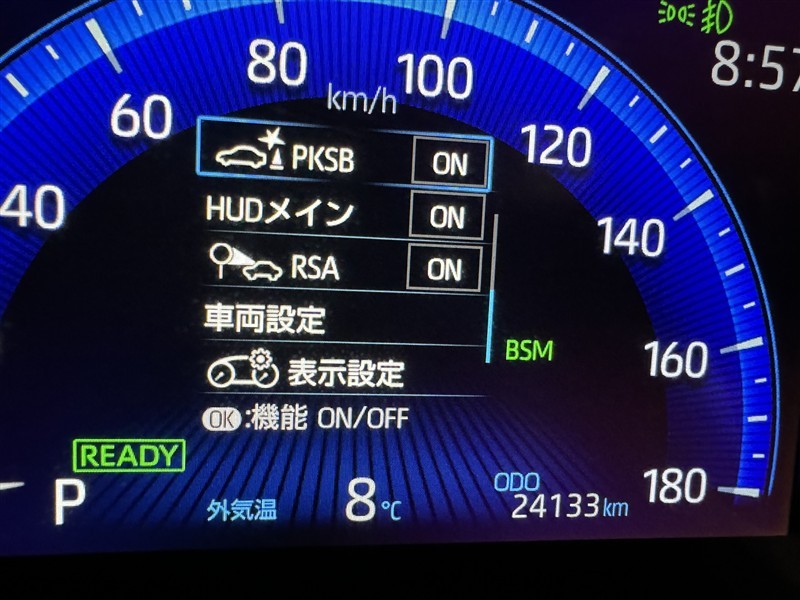 80
100
8:57
km/h
60
120
PKSB ON
40
HUDメイン ON
140
RSA ON
車両設定
BSM
160
表示設定
OK:機能 ON/OFF
READY
P
外気温 8℃
ODO
24133km
180